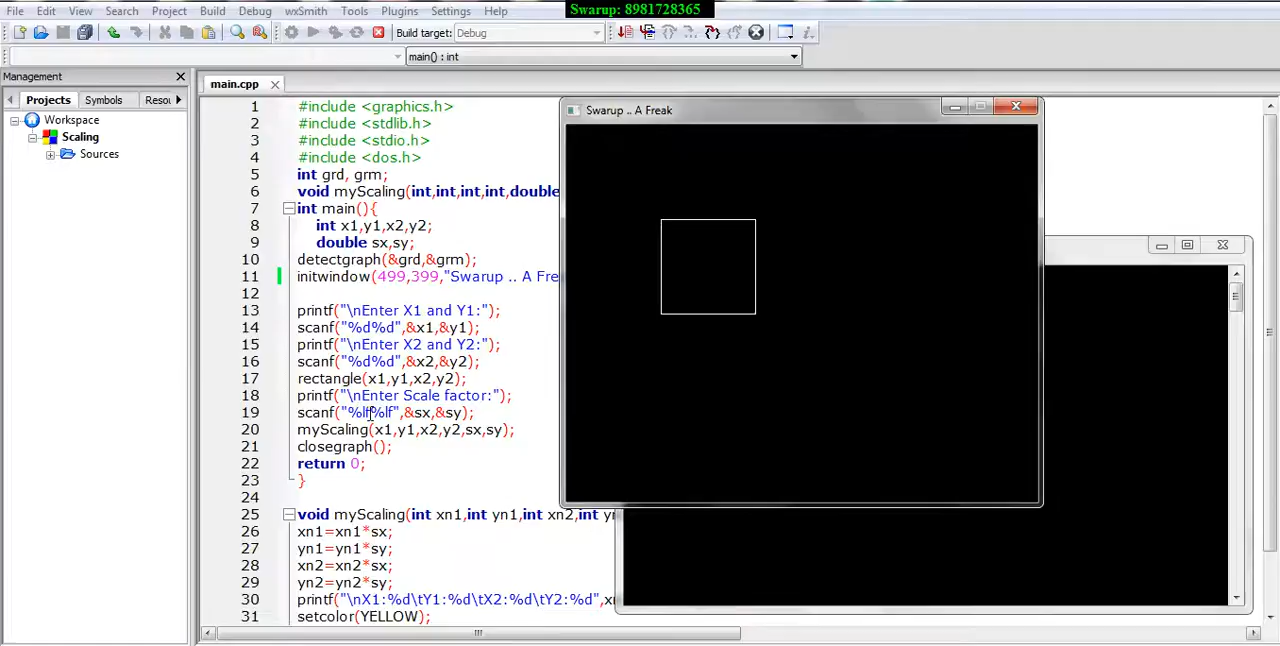 Swarup: 8981728365
File Edit View Search Project Build Debug wxSmith Tools Plugins Settings Help
Build target: Debug
main() : int
Management
Projects Symbols Resou
Workspace
Scaling
Sources
main.cpp
1 #include <graphics.h>
2 #include <stdlib.h>
3 #include <stdio.h>
4 #include <dos.h>
5 int grd, grm;
6 void myScaling(int,int,int,int,double
7 int main(){
8 int x1,y1,x2,y2;
9 double sx,sy;
10 detectgraph(&grd,&grm);
11 initwindow(499,399,"Swarup .. A Fre
12
13 printf("\nEnter X1 and Y1:");
14 scanf("%d%d",&x1,&y1);
15 printf("\nEnter X2 and Y2:");
16 scanf("%d%d",&x2,&y2);
17 rectangle(x1,y1,x2,y2);
18 printf("\nEnter Scale factor:");
19 scanf("%lf%lf",&sx,&sy);
20 myScaling(x1,y1,x2,y2,sx,sy);
21 closegraph();
22 return 0;
23 }
24
25 void myScaling(int xn1,int yn1,int xn2,int yn
26 xn1=xn1*sx;
27 yn1=yn1*sy;
28 xn2=xn2*sx;
29 yn2=yn2*sy;
30 printf("\nX1:%d\tY1:%d\tX2:%d\tY2:%d",xn
31 setcolor(YELLOW);
Swarup .. A Freak